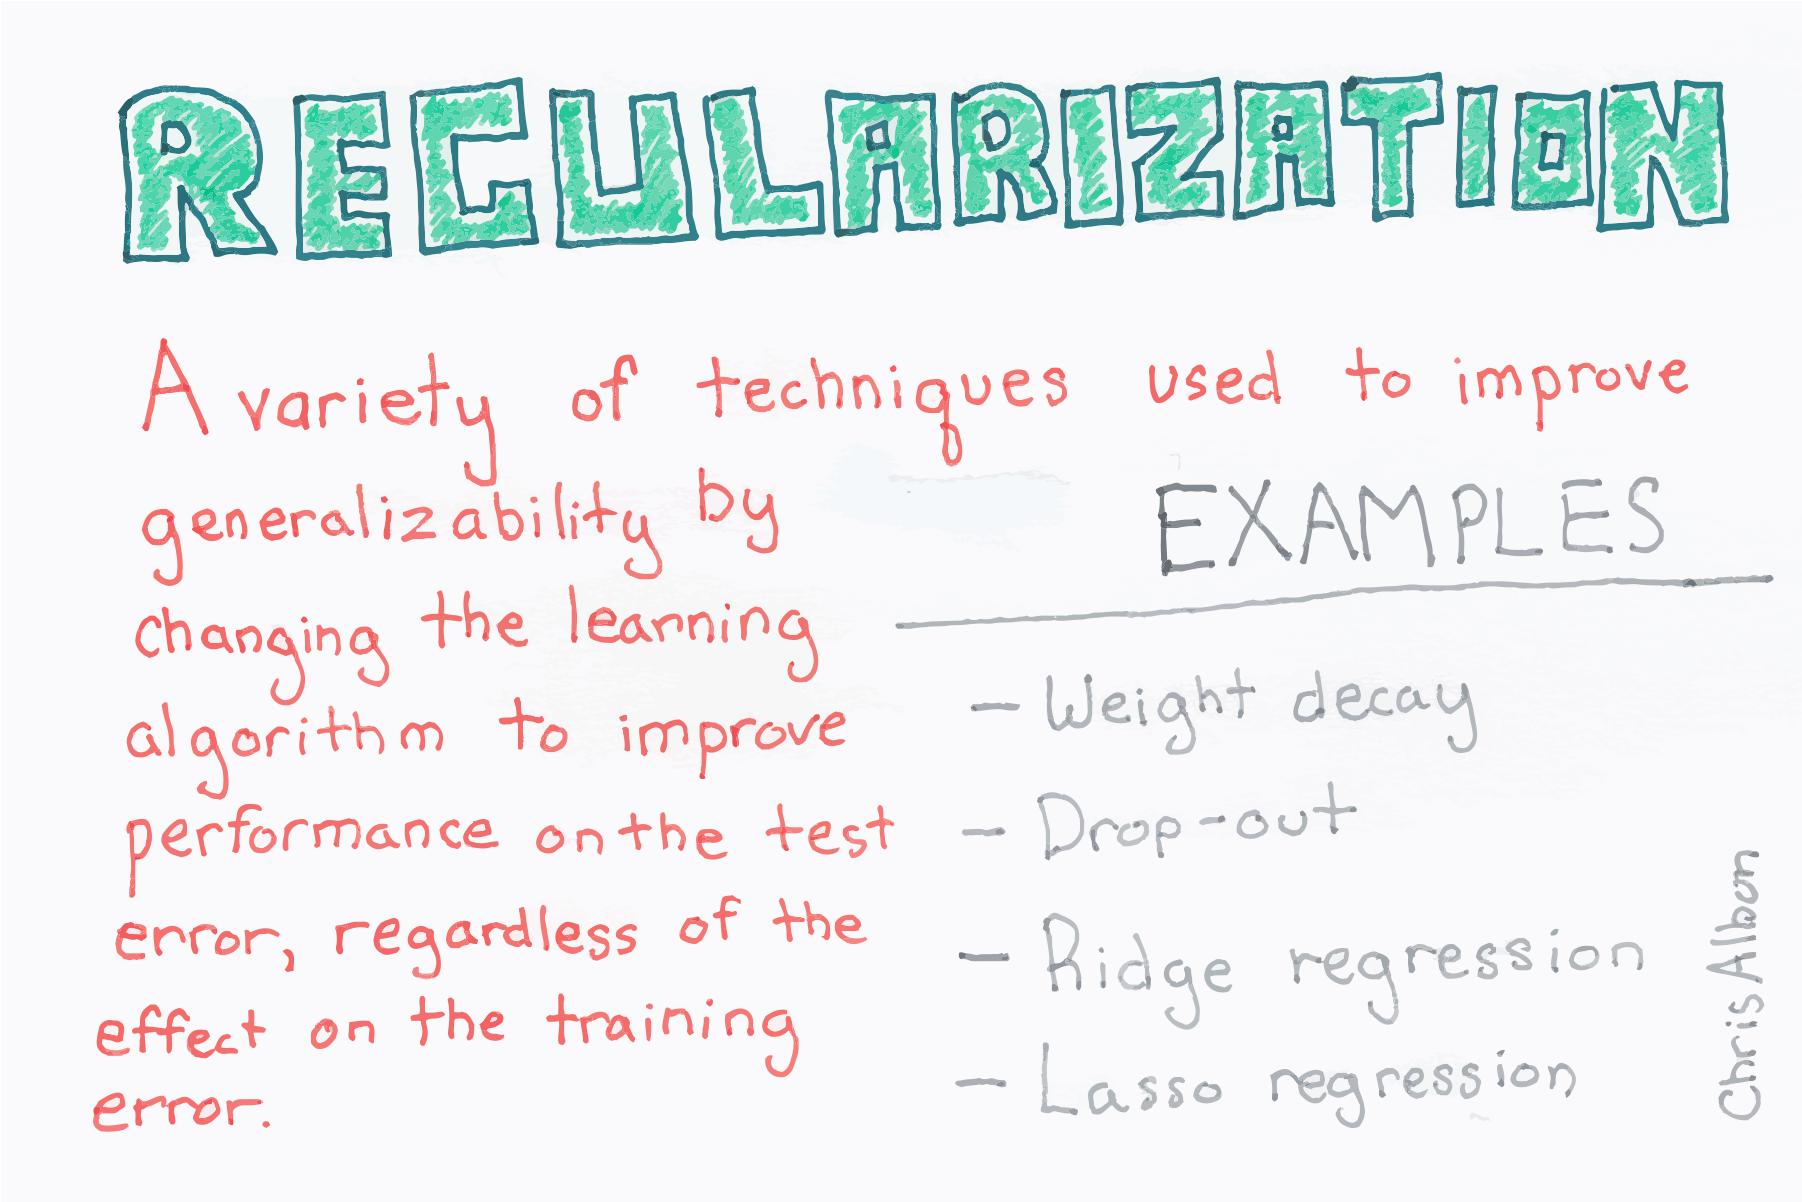 REGULARIZATION
A variety of techniques used to improve
generalizability by
changing the learning
algorithm to improve
performance on the test
error, regardless of the
effect on the training
error.
EXAMPLES
- Weight decay
- Drop-out
- Ridge regression
- Lasso regression
Chris Albon